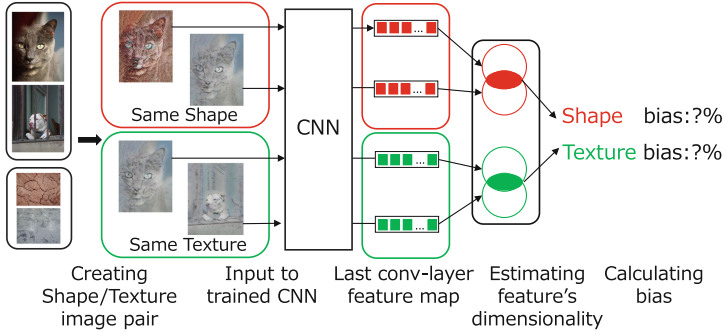 Same Shape
Same Texture
CNN
...
...
...
...
Shape bias:?%
Texture bias:?%
Creating
Shape/Texture
image pair
Input to
trained CNN
Last conv-layer
feature map
Estimating
feature's
dimensionality
Calculating
bias